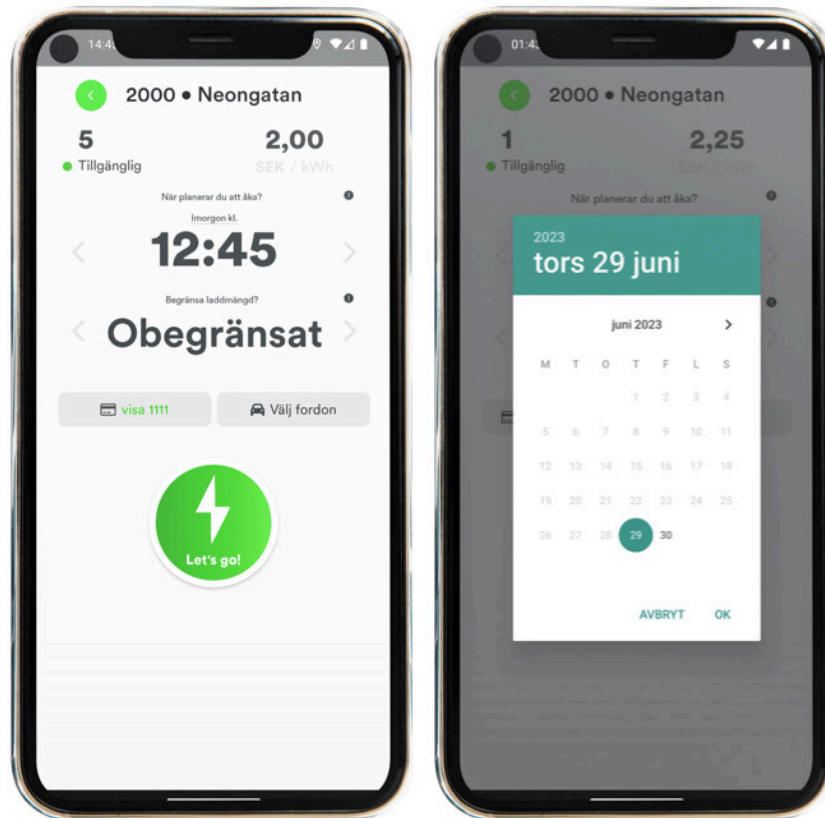 14:4
2000 • Neongatan
5
2,00
Tillgänglig
SEK / kWh
När planerar du att åka?
Imorgon kl.
12:45
Begränsa laddmängd?
Obegränsat
visa 1111
Välj fordon
Let's go!
01:4
2000 • Neongatan
1
2,25
Tillgänglig
SEK / kWh
När planerar du att åka?
2023
tors 29 juni
juni 2023
M T O T F L S
1 2 3 4
5 6 7 8 9 10 11
12 13 14 15 16 17 18
19 20 21 22 23 24 25
26 27 28 29 30
AVBRYT OK